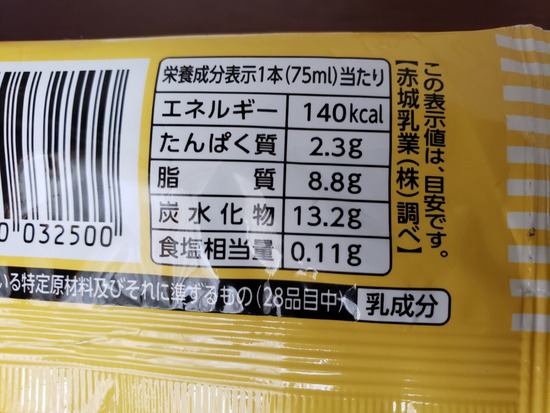 栄養成分表示1本(75ml)当たり
エネルギー 140kcal
たんぱく質 2.3g
脂質 8.8g
炭水化物 13.2g
食塩相当量 0.11g
この表示値は、目安です。
【赤城乳業(株)調べ】
0 032500
いる特定原材料及びそれに準ずるもの(28品目中) 乳成分